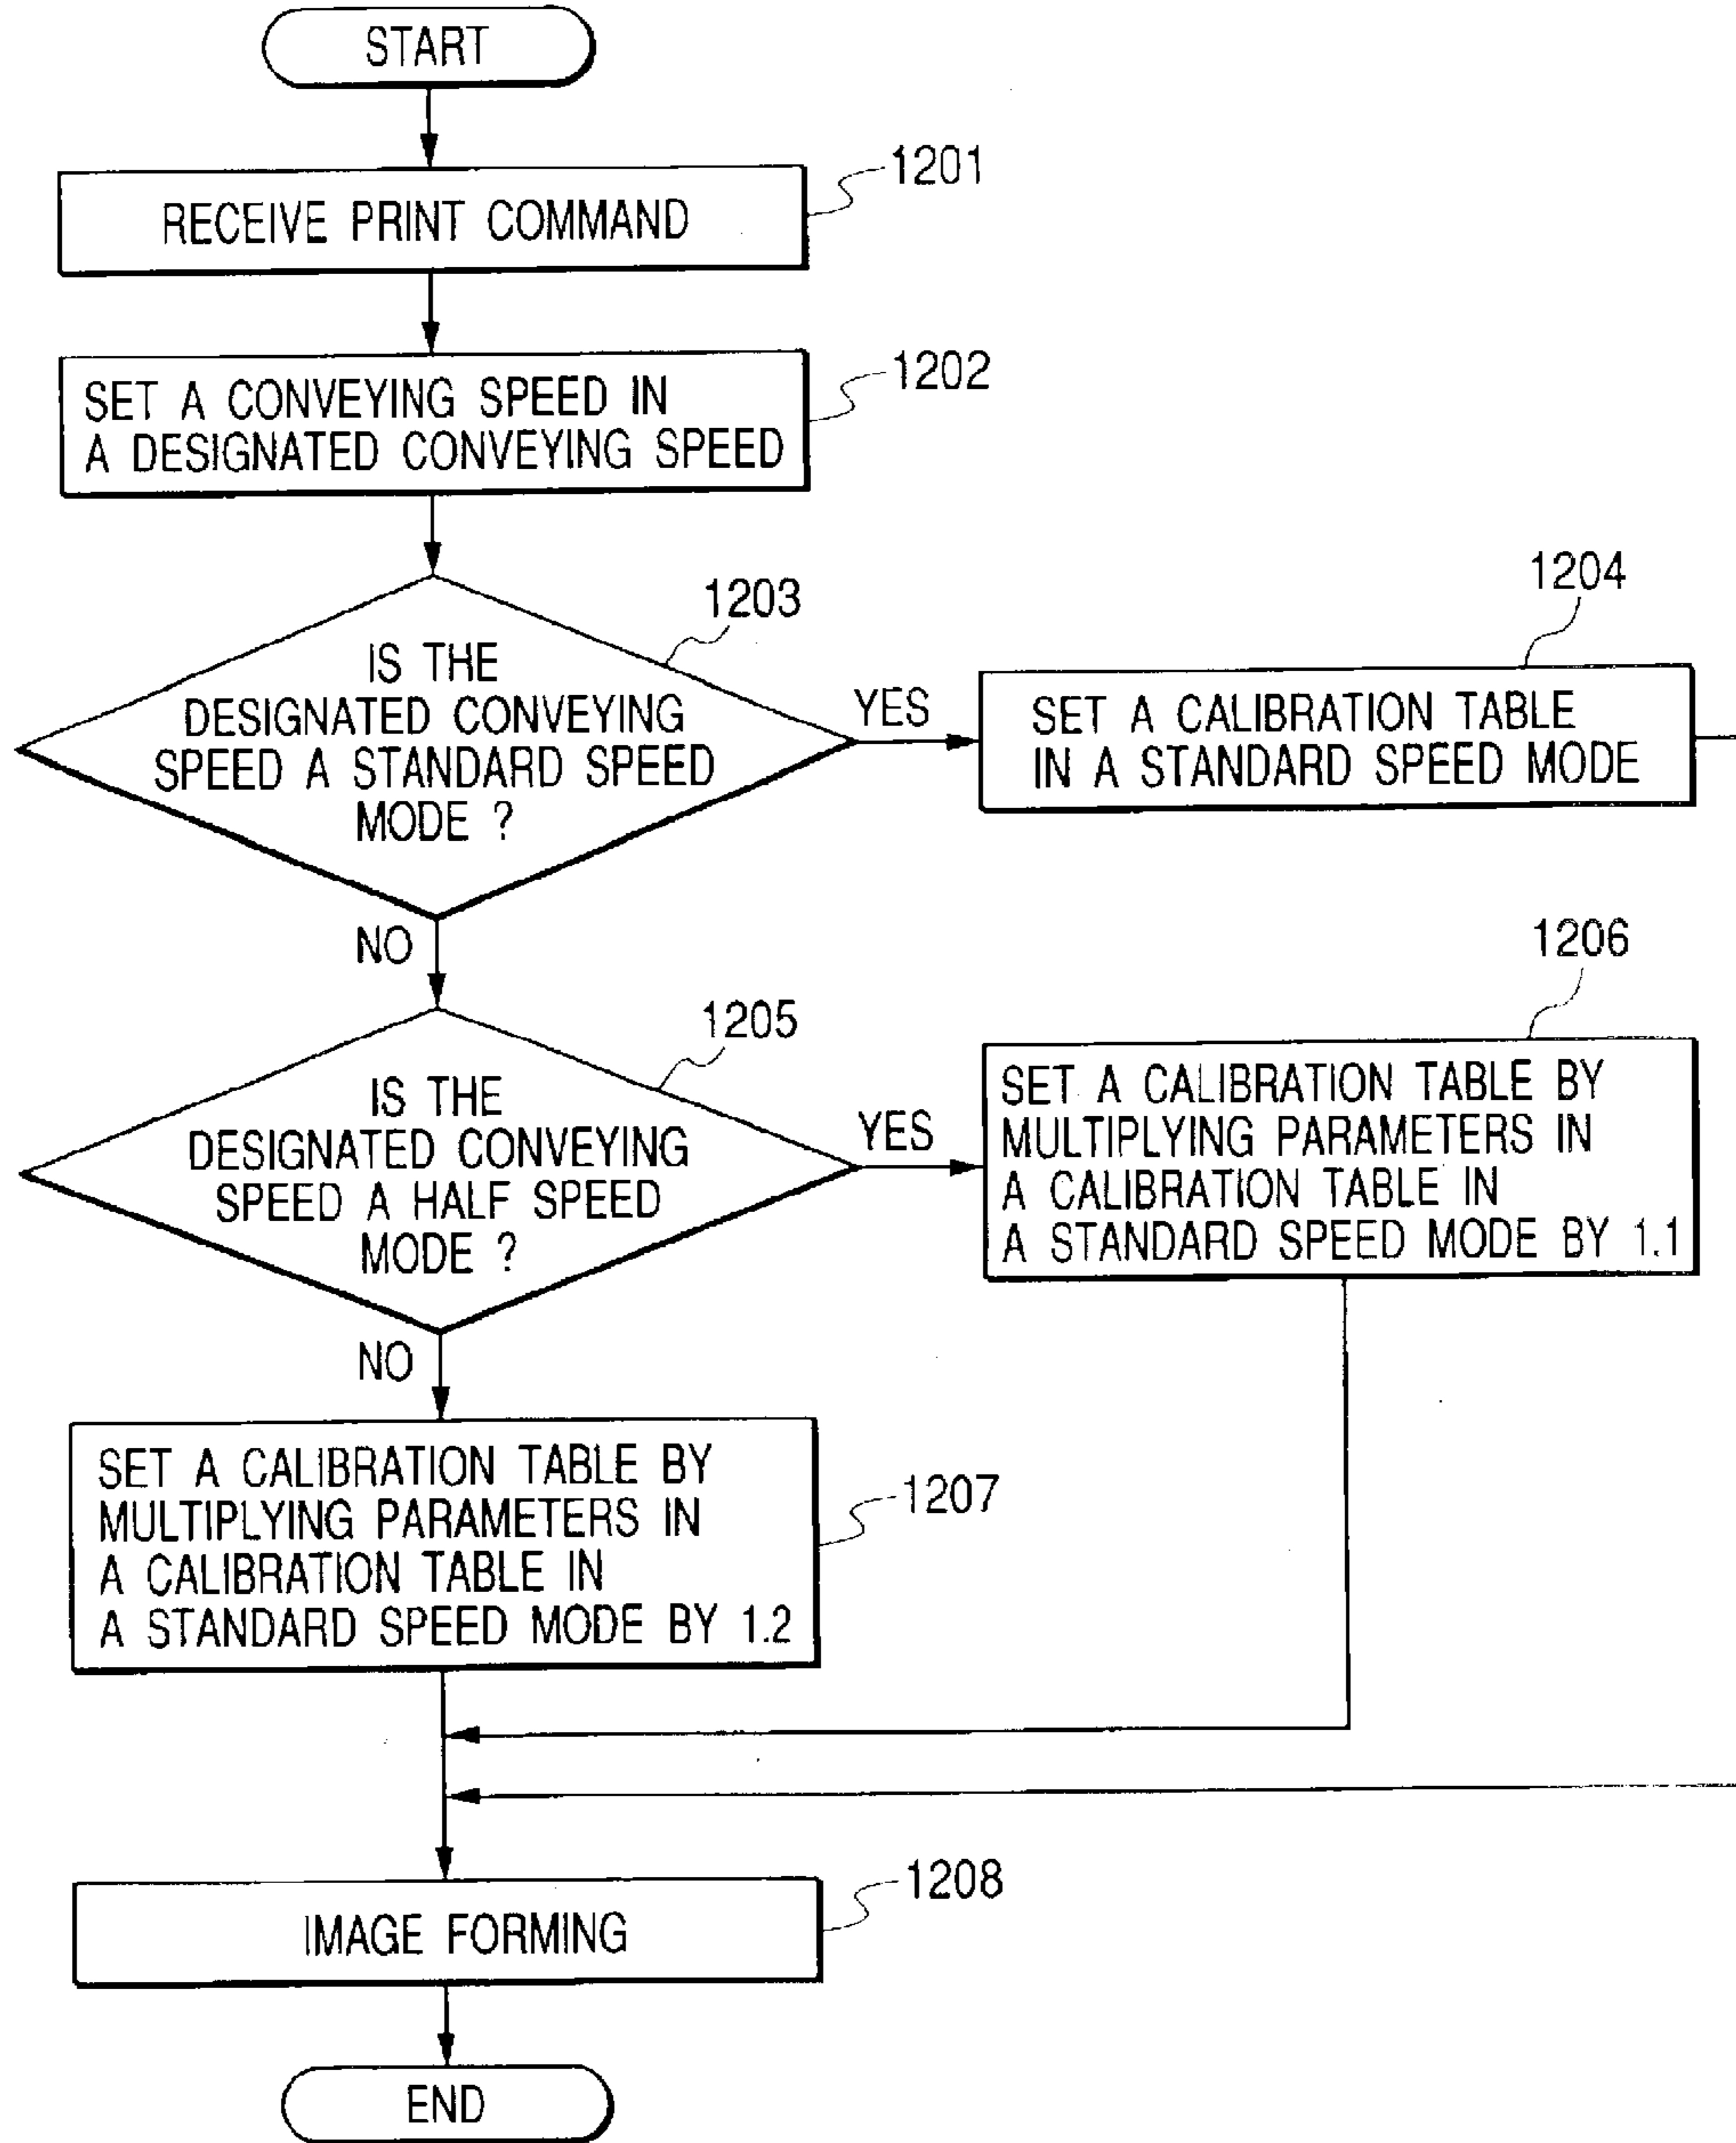 START
1201
RECEIVE PRINT COMMAND
1202
SET A CONVEYING SPEED IN
A DESIGNATED CONVEYING SPEED
1203
IS THE
DESIGNATED CONVEYING
SPEED A STANDARD SPEED
MODE ?
YES
1204
SET A CALIBRATION TABLE
IN A STANDARD SPEED MODE
NO
1205
IS THE
DESIGNATED CONVEYING
SPEED A HALF SPEED
MODE ?
YES
1206
SET A CALIBRATION TABLE BY
MULTIPLYING PARAMETERS IN
A CALIBRATION TABLE IN
A STANDARD SPEED MODE BY 1.1
NO
1207
SET A CALIBRATION TABLE BY
MULTIPLYING PARAMETERS IN
A CALIBRATION TABLE IN
A STANDARD SPEED MODE BY 1.2
1208
IMAGE FORMING
END